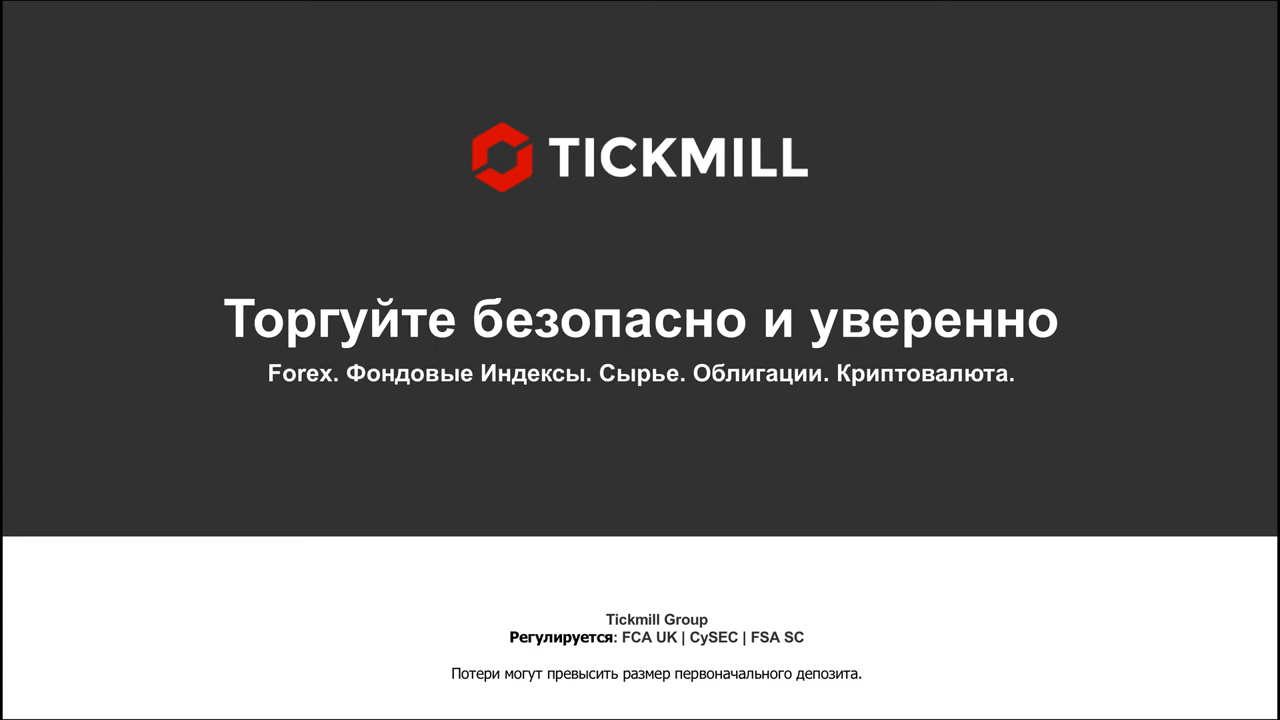 TICKMILL
Торгуйте безопасно и уверенно
Forex. Фондовые Индексы. Сырье. Облигации. Криптовалюта.
Tickmill Group
Регулируется: FCA UK | CySEC | FSA SC
Потери могут превысить размер первоначального депозита.